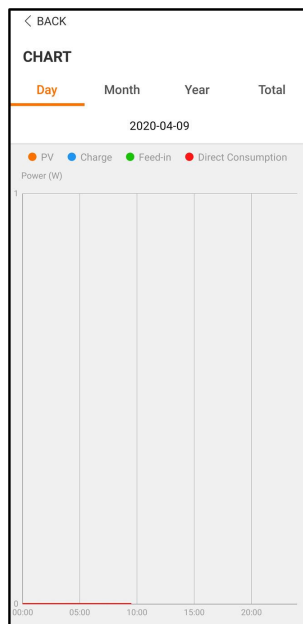 < BACK
CHART
Day Month Year Total
2020-04-09
PV Charge Feed-in Direct Consumption
Power (W)
1
0
00:00 05:00 10:00 15:00 20:00